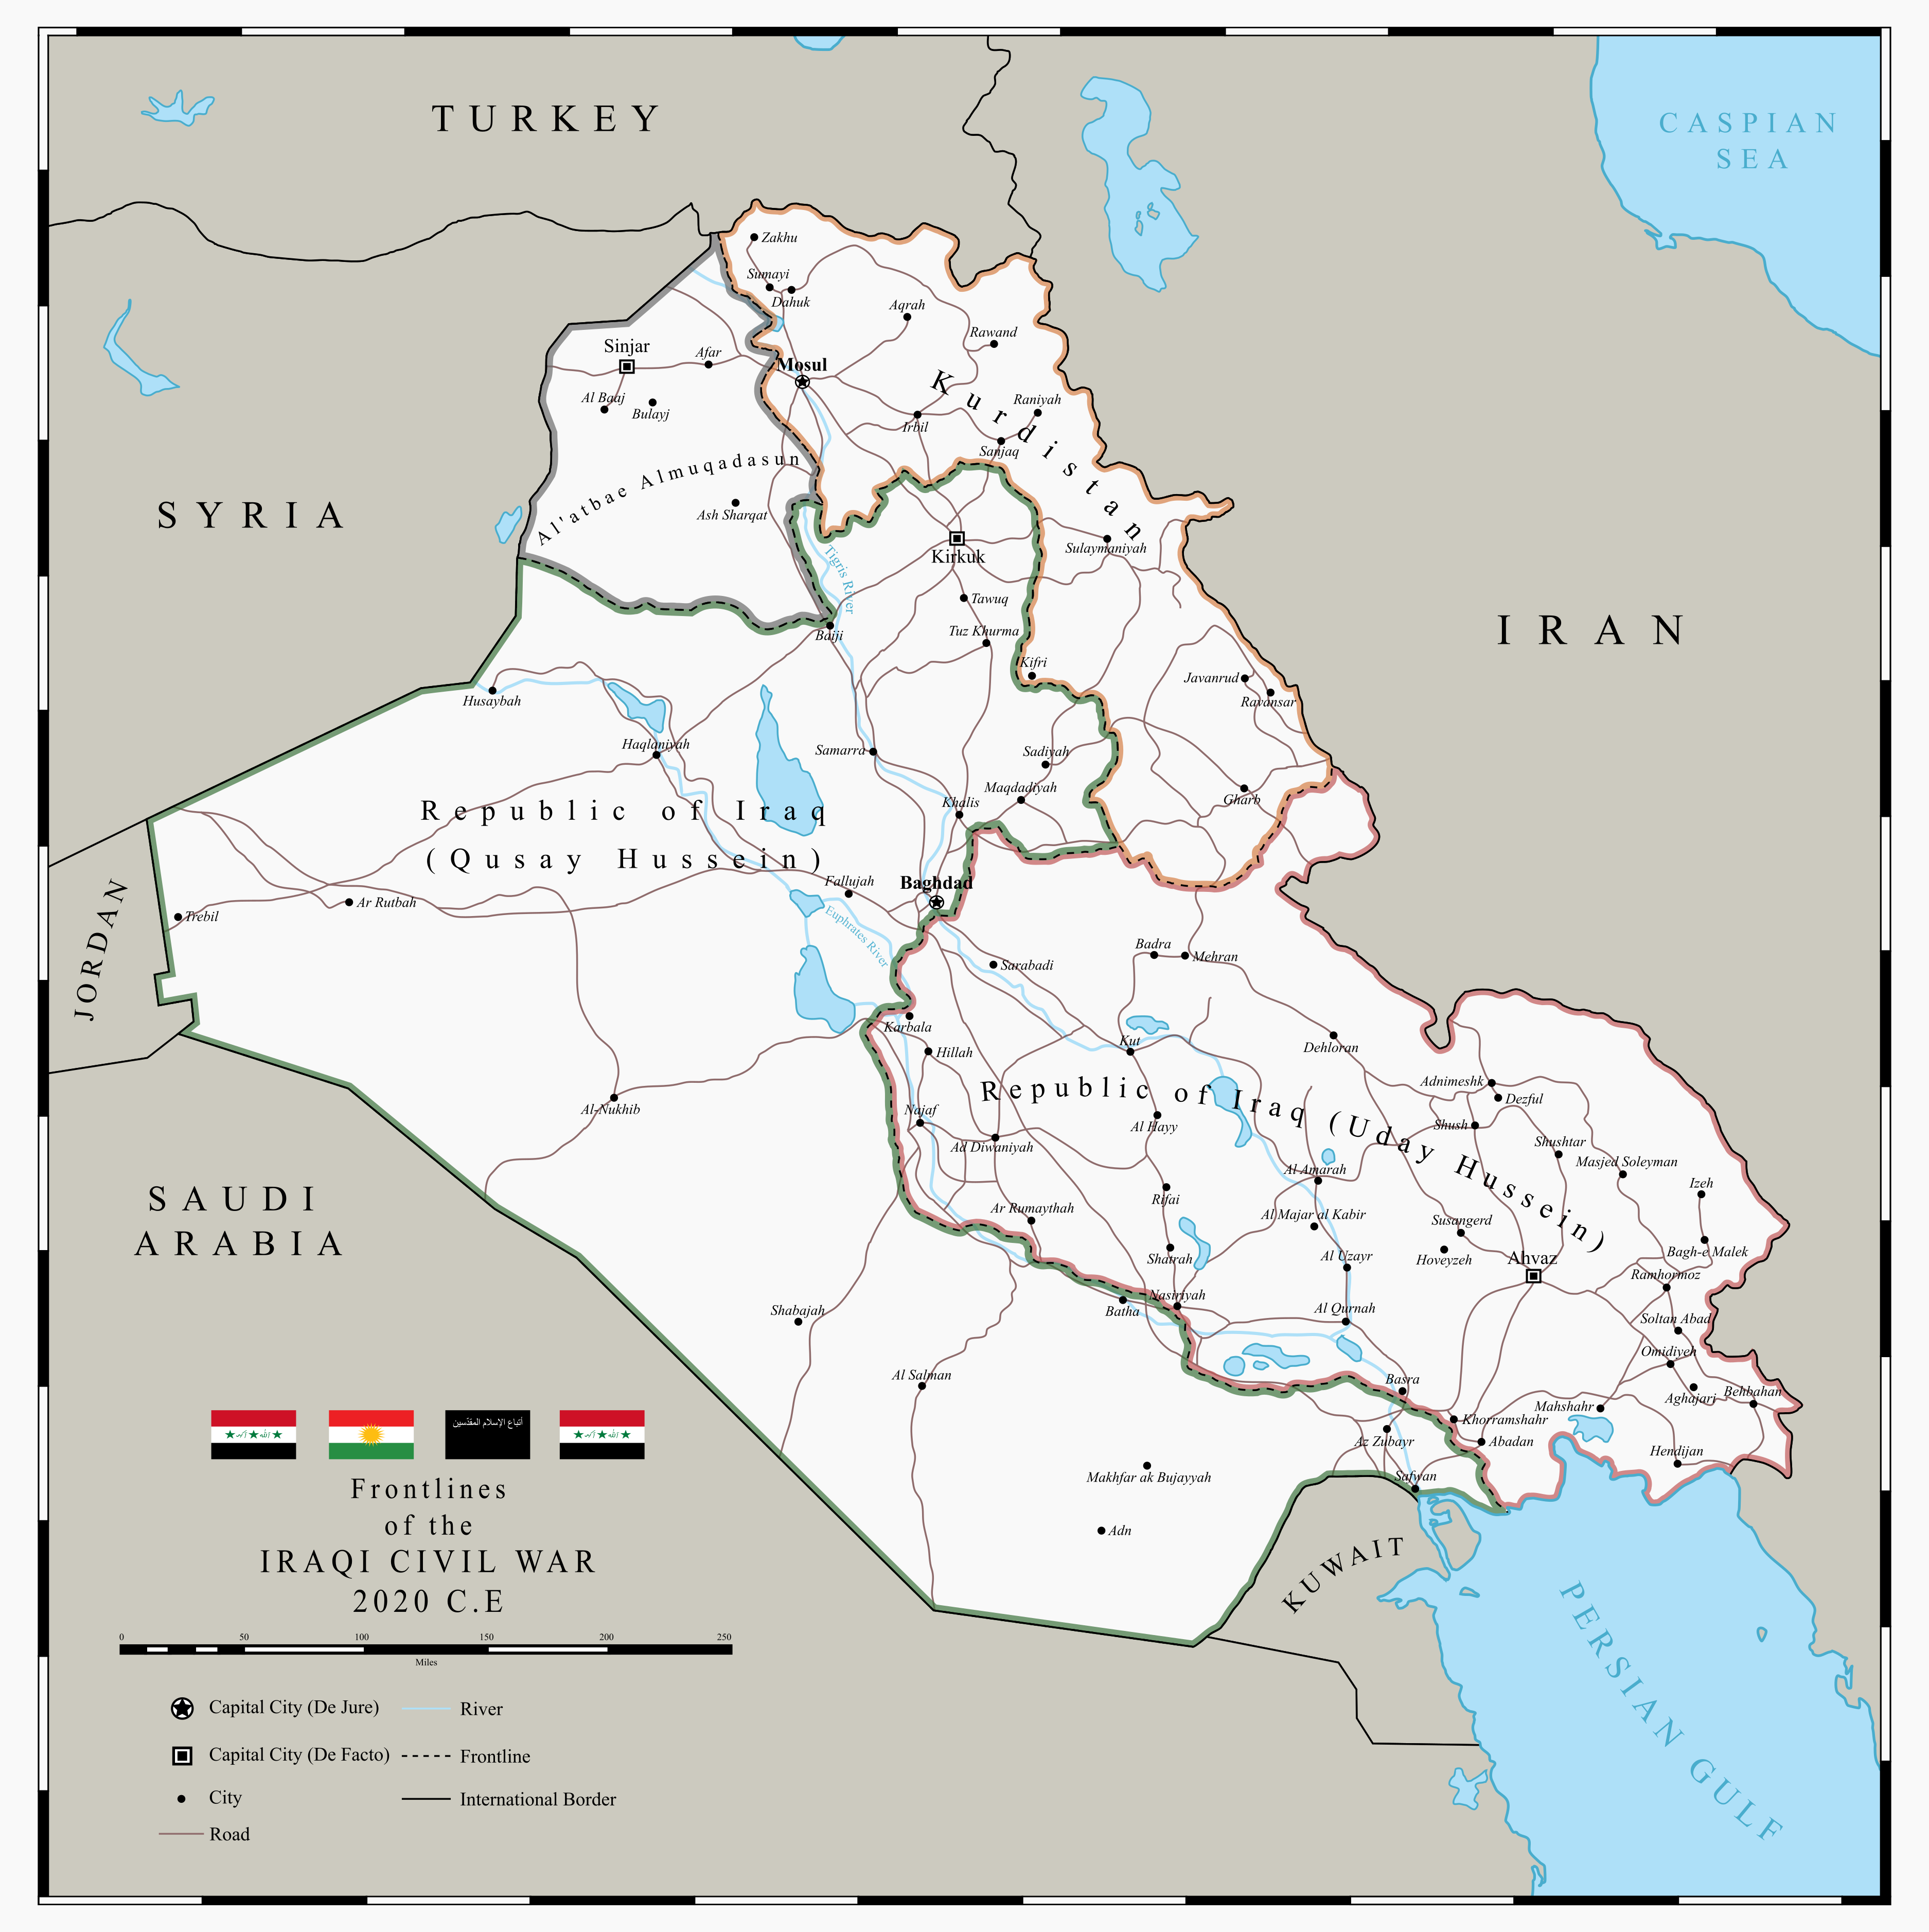 TURKEY
CASPIAN
SEA
SYRIA
IRAN
JORDAN
SAUDI
ARABIA
KUWAIT
PERSIAN GULF
Kurdistan
Al'atbae Almuqadasun
Republic of Iraq
(Qusay Hussein)
Republic of Iraq (Uday Hussein)
Tigris River
Euphrates River
Zakhu
Sumayi
Dahuk
Aqrah
Rawand
Sinjar
Afar
Mosul
Al Baaj
Bulayj
Raniyah
Irbil
Sanjaq
Ash Sharqat
Kirkuk
Sulaymaniyah
Tawuq
Tuz Khurma
Baiji
Kifri
Javanrud
Ravansar
Husaybah
Haqlaniyah
Samarra
Sadiyah
Maqdadiyah
Khalis
Gharb
Fallujah
Baghdad
Trebil
Ar Rutbah
Badra
Mehran
Sarabadi
Karbala
Hillah
Kut
Dehloran
Adnimeshk
Dezful
Al-Nukhib
Najaf
Al Hayy
Shush
Ad Diwaniyah
Shushtar
Masjed Soleyman
Al-Amarah
Izeh
Rifai
Ar Rumaythah
Al Majar al Kabir
Susangerd
Hoveyzeh
Bagh-e Malek
Shatrah
Al Uzayr
Ahvaz
Ramhormoz
Shabajah
Batha
Nasiriyah
Al Qurnah
Soltan Abad
Omidiyeh
Al Salman
Basra
Aghajari
Behbahan
Mahshahr
Khorramshahr
Az Zubayr
Abadan
Hendijan
Makhfar ak Bujayyah
Safwan
Adn
الله اكبر
أتباع الإسلام المقدّسين
الله اكبر
Frontlines
of the
IRAQI CIVIL WAR
2020 C.E
0 50 100 150 200 250
Miles
Capital City (De Jure)
River
Capital City (De Facto)
Frontline
City
International Border
Road